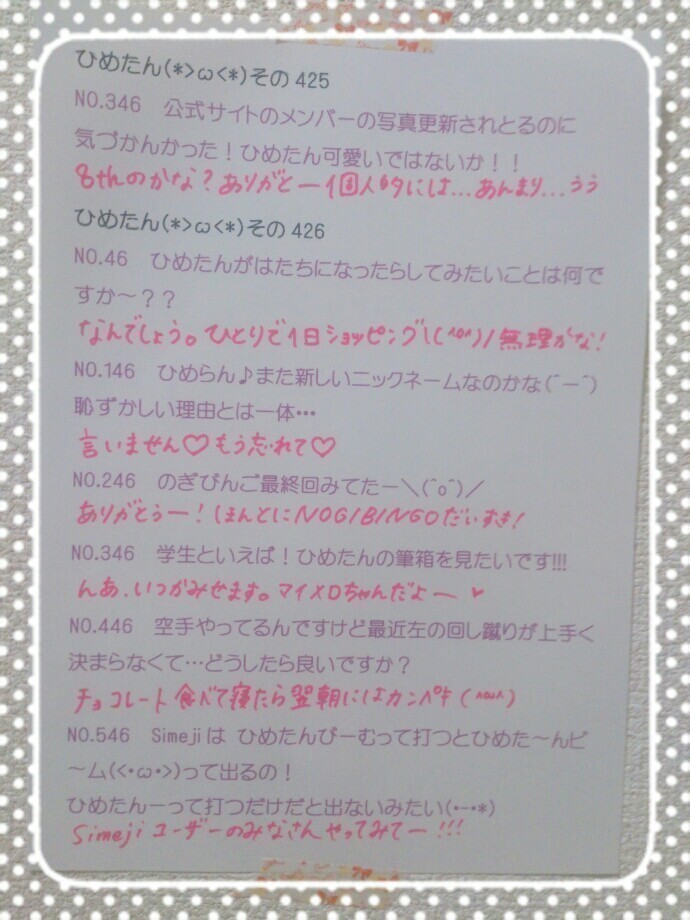 ひめたん(*>ω<*)その425
NO.346　公式サイトのメンバーの写真更新されとるのに
気づかんかった！ひめたん可愛いではないか！！
8thのかな？ありがとー個人的には…あんまり…うう
ひめたん(*>ω<*)その426
NO.46　ひめたんがはたちになったらしてみたいことは何で
すか～？？
なんでしょう。ひとりで1日ショッピング\(^o^)/無理かな!
NO.146　ひめらん♪また新しいニックネームなのかな(´ー`)
恥ずかしい理由とは一体…
言いません♡もう忘れて♡
NO.246　のぎびんご最終回みてたー＼(^o^)／
ありがとうー！ほんとにNOGIBINGOだいすき!
NO.346　学生といえば！ひめたんの筆箱を見たいです!!!
んあ、いつかみせます。マイメロちゃんだよー♥
NO.446　空手やってるんですけど最近左の回し蹴りが上手く
決まらなくて…どうしたら良いですか？
チョコレート食べて寝たら翌朝にはカンペキ(^ω^)
NO.546　Simejiは ひめたんびーむって打つとひめた～んビ
～ム(<・ω・>)って出るの！
ひめたんーって打つだけだと出ないみたい(・ー・*)
Simejiユーザーのみなさんやってみてー!!!